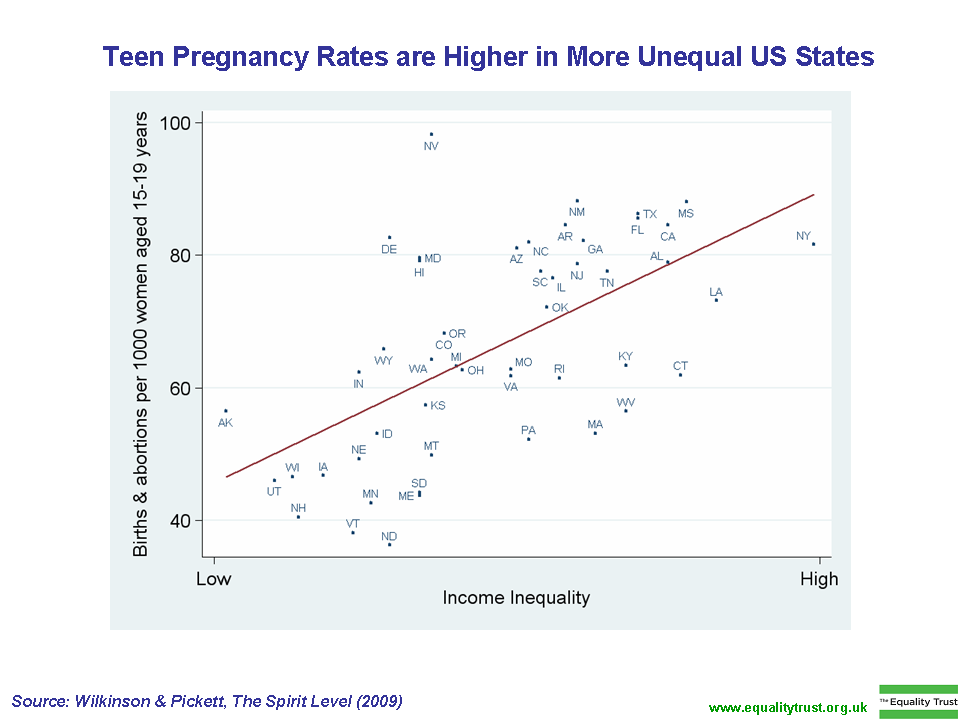 Teen Pregnancy Rates are Higher in More Unequal US States
Births & abortions per 1000 women aged 15-19 years
100
80
60
40
NV
NM
TX
MS
FL
AR
CA
NY
DE
NC
GA
MD
AZ
AL
HI
NJ
SC
IL
TN
LA
OK
OR
CO
WY
MI
KY
WA
OH
MO
RI
CT
IN
VA
WV
KS
AK
MA
ID
PA
MT
NE
WI
IA
SD
UT
MN
ME
NH
VT
ND
Low
High
Income Inequality
Source: Wilkinson & Pickett, The Spirit Level (2009)
www.equalitytrust.org.uk
The Equality Trust